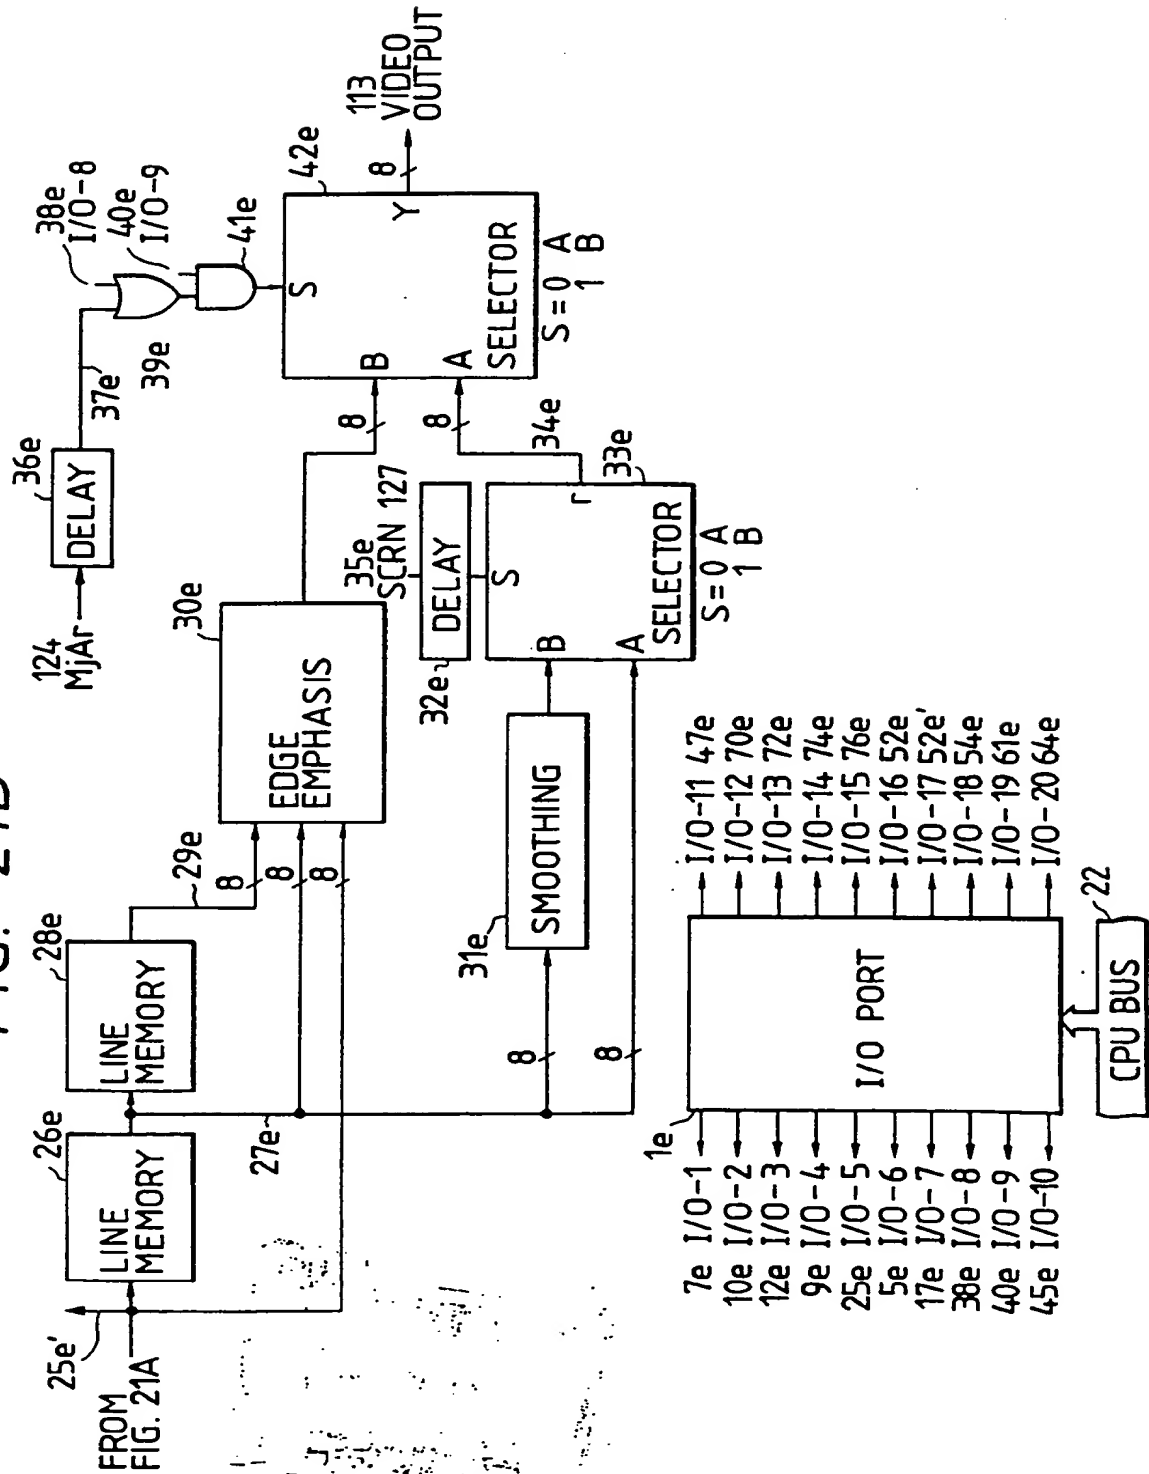 FIG. 21B
FROM
FIG. 21A
25e'
26e
LINE
MEMORY
27e
28e
LINE
MEMORY
29e
8
8
8
30e
EDGE
EMPHASIS
124
MjAr
36e
DELAY
37e'
39e
38e
I/O-8
40e
I/O-9
41e
42e
S
B
A
Y
SELECTOR
S=0 A
1 B
8
113
VIDEO
OUTPUT
8
8
34e
35e
SCRN 127
32e
DELAY
33e
S
B
A
SELECTOR
S=0 A
1 B
31e
SMOOTHING
8
8
1e
I/O PORT
7e I/O-1
10e I/O-2
12e I/O-3
9e I/O-4
25e I/O-5
5e I/O-6
17e I/O-7
38e I/O-8
40e I/O-9
45e I/O-10
I/O-11 47e
I/O-12 70e
I/O-13 72e
I/O-14 74e
I/O-15 76e
I/O-16 52e
I/O-17 52e'
I/O-18 54e
I/O-19 61e
I/O-20 64e
22
CPU BUS